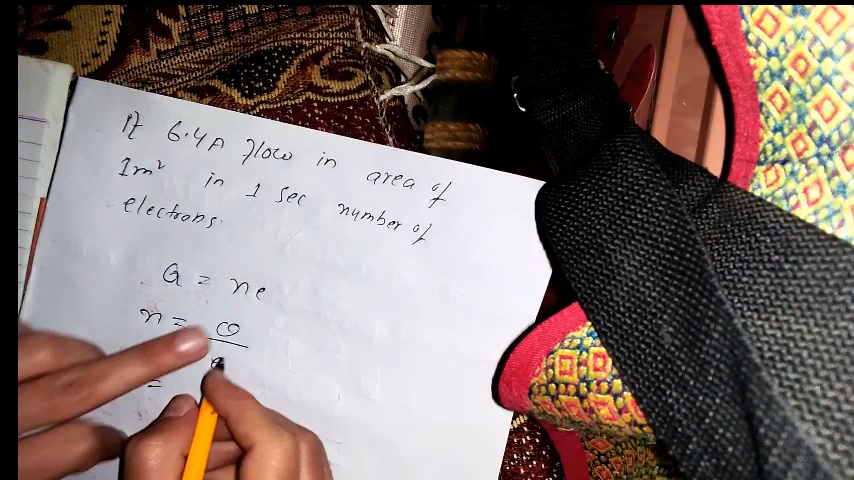 If 6.4A flow in area of
1m² in 1 sec number of
electrons.
Q = ne
n = Q
e
=